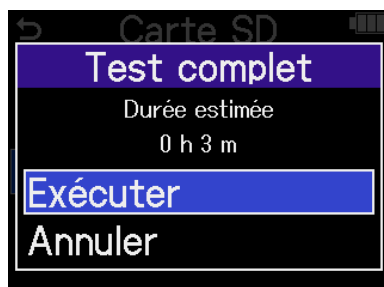 Carte SD
Test complet
Durée estimée
0 h 3 m
Exécuter
Annuler